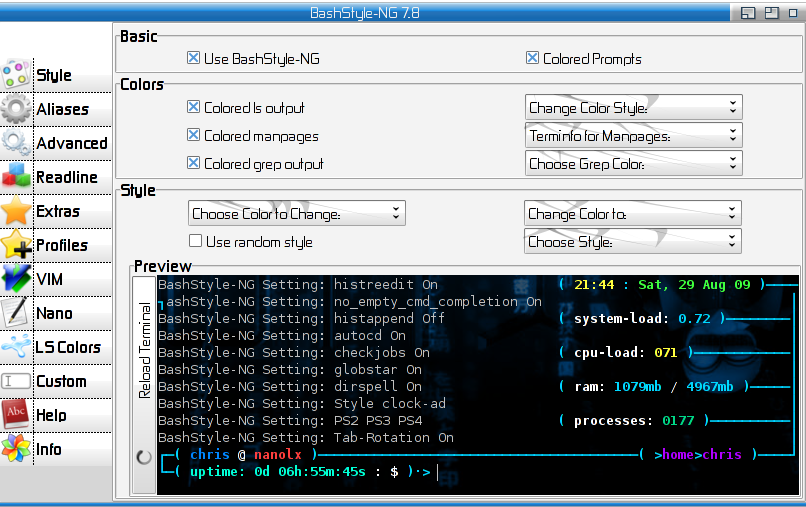 BashStyle-NG 7.8
Style
Aliases
Advanced
Readline
Extras
Profiles
VIM
Nano
LS Colors
Custom
Help
Info
Basic
Use BashStyle-NG
Colored Prompts
Colors
Colored ls output
Change Color Style:
Colored manpages
Terminfo for Manpages:
Colored grep output
Choose Grep Color:
Style
Choose Color to Change:
Change Color to:
Use random style
Choose Style:
Preview
Reload Terminal
BashStyle-NG Setting: histreedit On ( 21:44 : Sat, 29 Aug 09 )
ashStyle-NG Setting: no_empty_cmd_completion On
BashStyle-NG Setting: histappend Off ( system-load: 0.72 )
BashStyle-NG Setting: autocd On
BashStyle-NG Setting: checkjobs On ( cpu-load: 071 )
BashStyle-NG Setting: globstar On
BashStyle-NG Setting: dirspell On ( ram: 1079mb / 4967mb )
BashStyle-NG Setting: Style clock-ad
BashStyle-NG Setting: PS2 PS3 PS4 ( processes: 0177 )
BashStyle-NG Setting: Tab-Rotation On
( chris @ nanolx ) ( >home>chris )
( uptime: 0d 06h:55m:45s : $ )·>